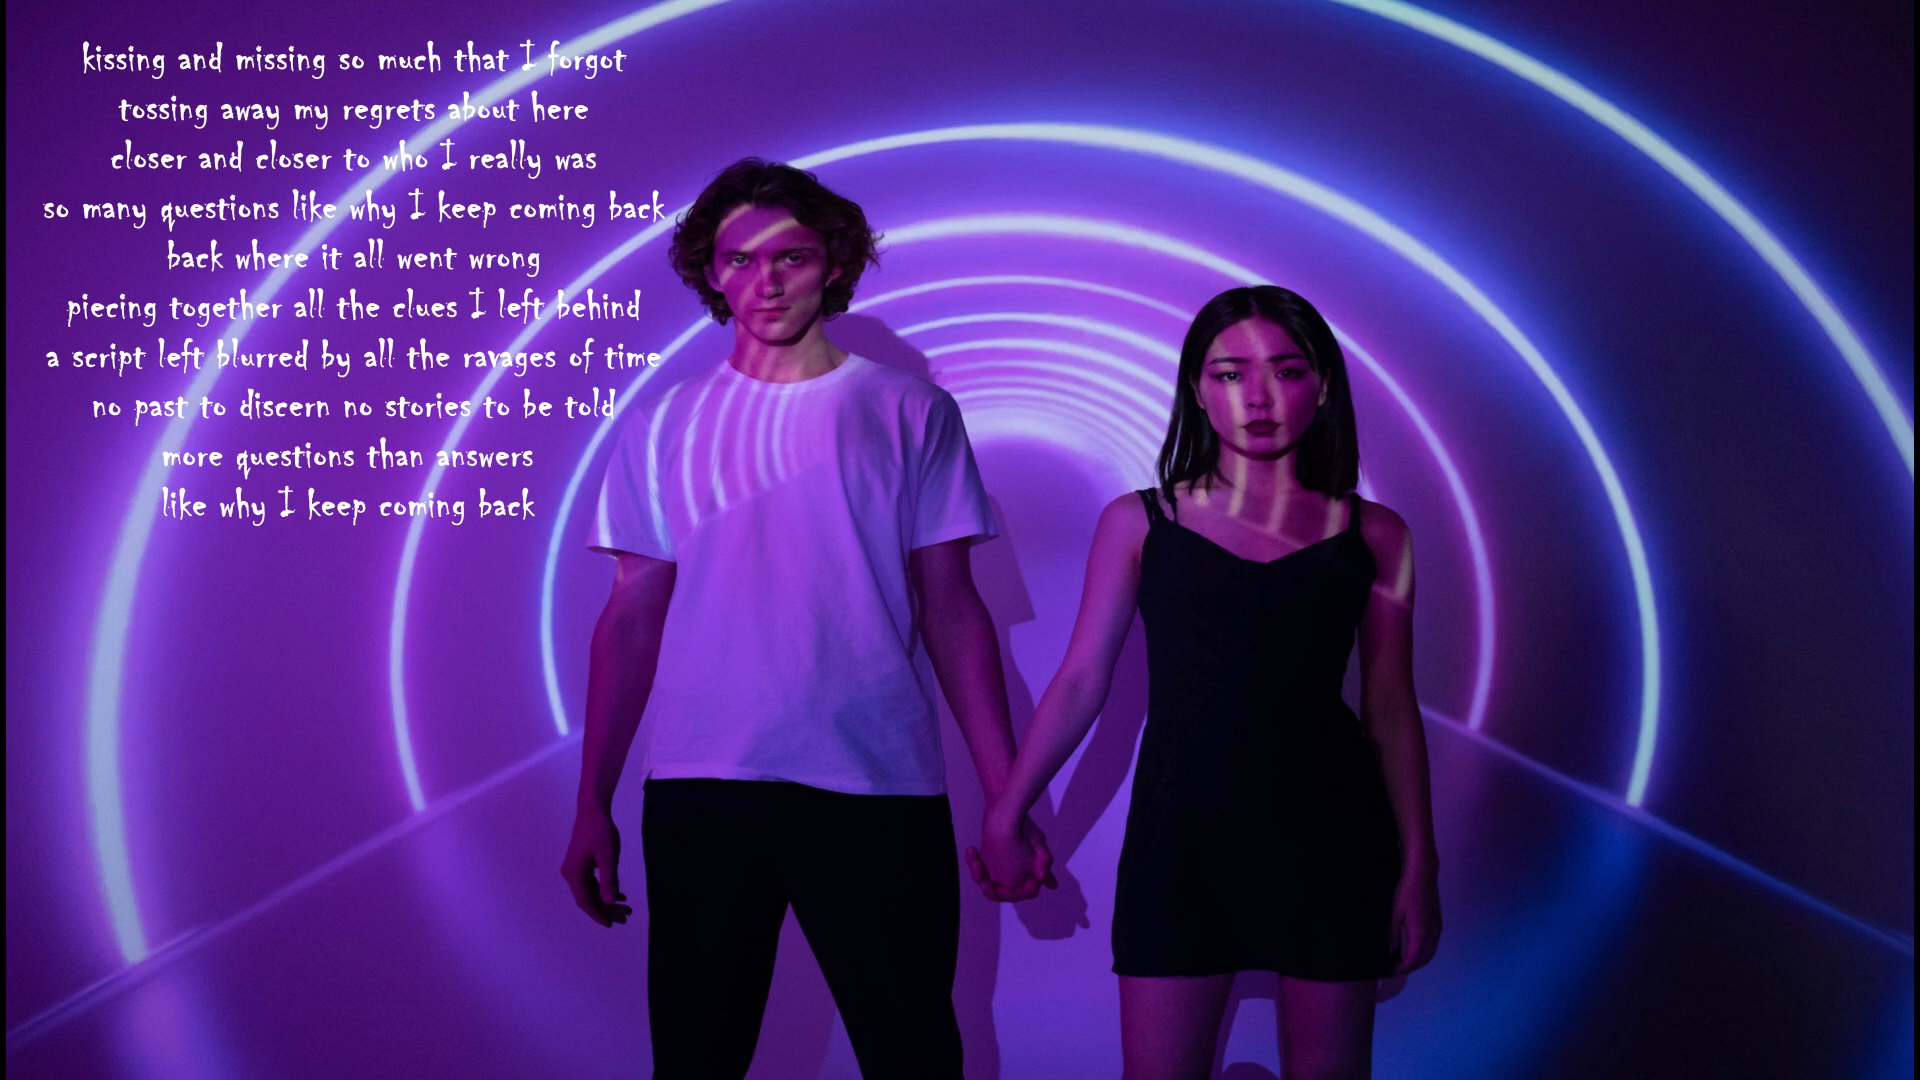 kissing and missing so much that I forgot
tossing away my regrets about here
closer and closer to who I really was
so many questions like why I keep coming back
back where it all went wrong
piecing together all the clues I left behind
a script left blurred by all the ravages of time
no past to discern no stories to be told
more questions than answers
like why I keep coming back